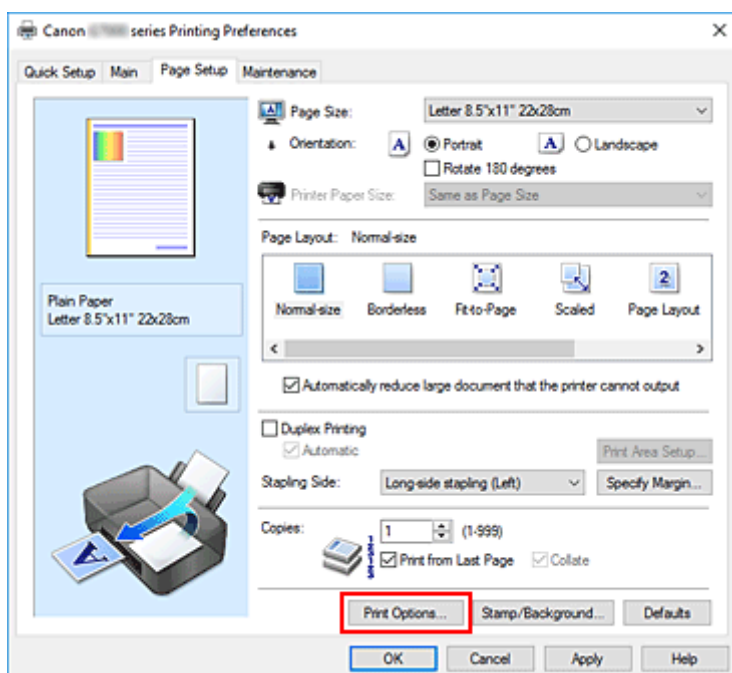 Canon series Printing Preferences
Quick Setup Main Page Setup Maintenance
Page Size: Letter 8.5"x11" 22x28cm
Orientation: A Portrait A Landscape
Rotate 180 degrees
Printer Paper Size: Same as Page Size
Page Layout: Normal-size
2
Normal-size Borderless Fit-to-Page Scaled Page Layout
Automatically reduce large document that the printer cannot output
Plain Paper
Letter 8.5"x11" 22x28cm
Duplex Printing
Automatic
Print Area Setup...
Stapling Side: Long-side stapling (Left) Specify Margin...
Copies: 1 (1-999)
Print from Last Page Collate
A
Print Options... Stamp/Background... Defaults
OK Cancel Apply Help